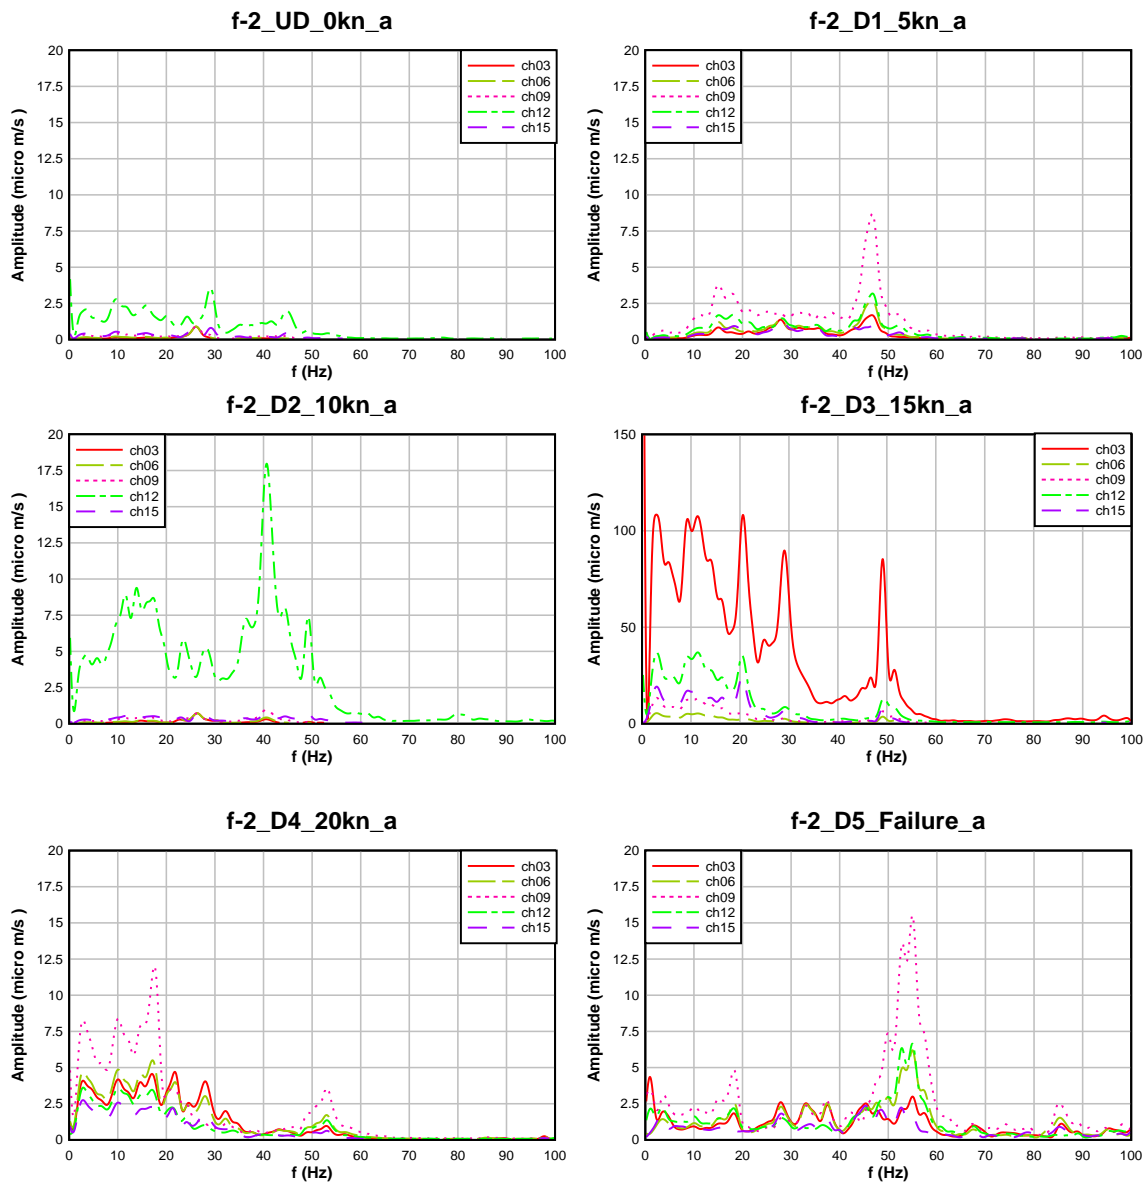 f-2_UD_0kn_a
20
17.5
15
12.5
10
7.5
5
2.5
0
Amplitude (micro m/s )
ch03
ch06
ch09
ch12
ch15
0 10 20 30 40 50 60 70 80 90 100
f (Hz)
f-2_D1_5kn_a
20
17.5
15
12.5
10
7.5
5
2.5
0
Amplitude (micro m/s )
ch03
ch06
ch09
ch12
ch15
0 10 20 30 40 50 60 70 80 90 100
f (Hz)
f-2_D2_10kn_a
20
17.5
15
12.5
10
7.5
5
2.5
0
Amplitude (micro m/s )
ch03
ch06
ch09
ch12
ch15
0 10 20 30 40 50 60 70 80 90 100
f (Hz)
f-2_D3_15kn_a
150
100
50
0
Amplitude (micro m/s )
ch03
ch06
ch09
ch12
ch15
0 10 20 30 40 50 60 70 80 90 100
f (Hz)
f-2_D4_20kn_a
20
17.5
15
12.5
10
7.5
5
2.5
0
Amplitude (micro m/s )
ch03
ch06
ch09
ch12
ch15
0 10 20 30 40 50 60 70 80 90 100
f (Hz)
f-2_D5_Failure_a
20
17.5
15
12.5
10
7.5
5
2.5
0
Amplitude (micro m/s )
ch03
ch06
ch09
ch12
ch15
0 10 20 30 40 50 60 70 80 90 100
f (Hz)